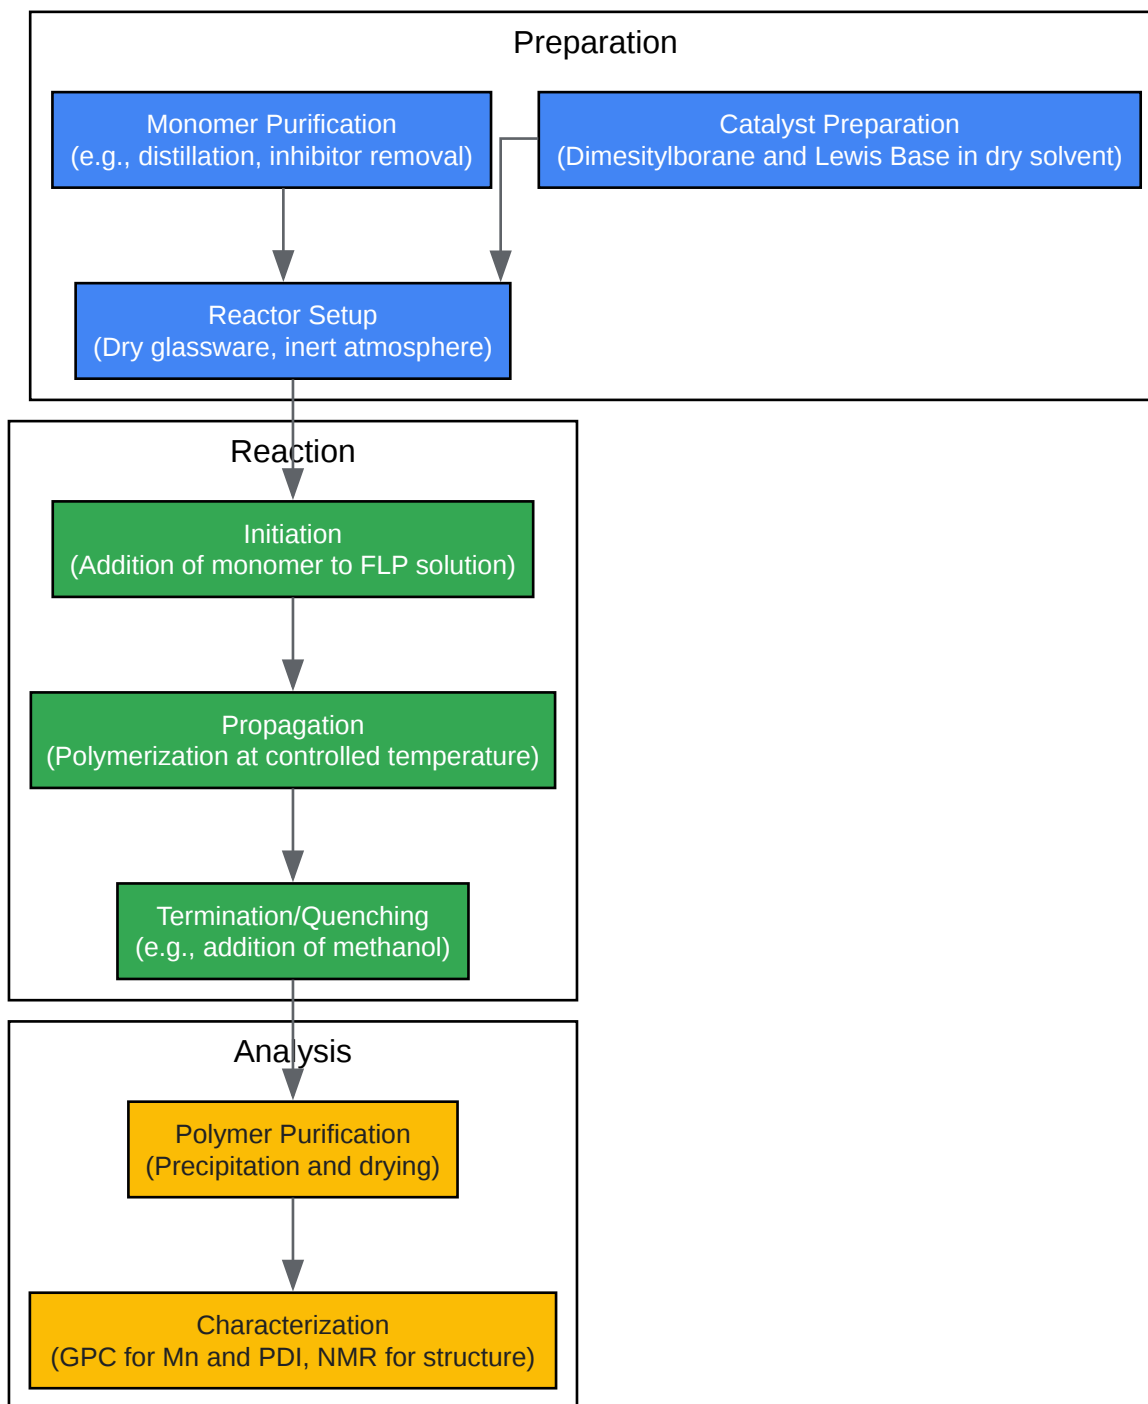 Preparation
Monomer Purification
(e.g., distillation, inhibitor removal)
Catalyst Preparation
(Dimesitylborane and Lewis Base in dry solvent)
Reactor Setup
(Dry glassware, inert atmosphere)
Reaction
Initiation
(Addition of monomer to FLP solution)
Propagation
(Polymerization at controlled temperature)
Termination/Quenching
(e.g., addition of methanol)
Analysis
Polymer Purification
(Precipitation and drying)
Characterization
(GPC for Mn and PDI, NMR for structure)